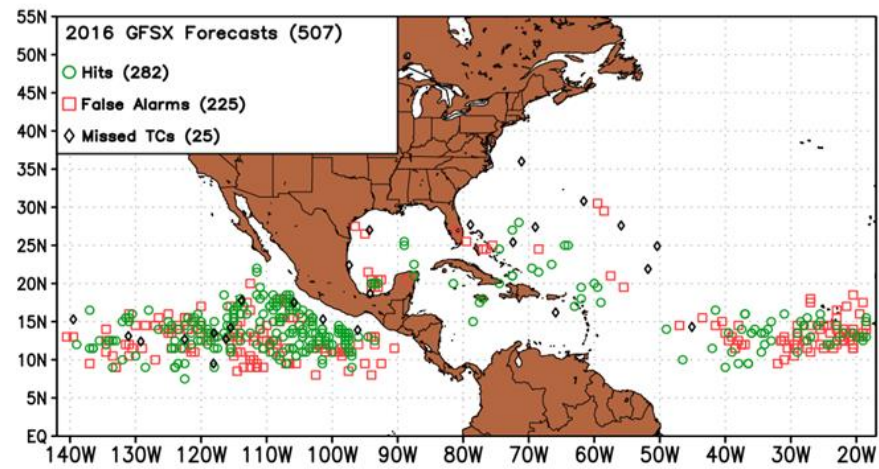 2016 GFSX Forecasts (507)
Hits (282)
False Alarms (225)
Missed TCs (25)
55N
50N
45N
40N
35N
30N
25N
20N
15N
10N
5N
EQ
140W 130W 120W 110W 100W 90W 80W 70W 60W 50W 40W 30W 20W